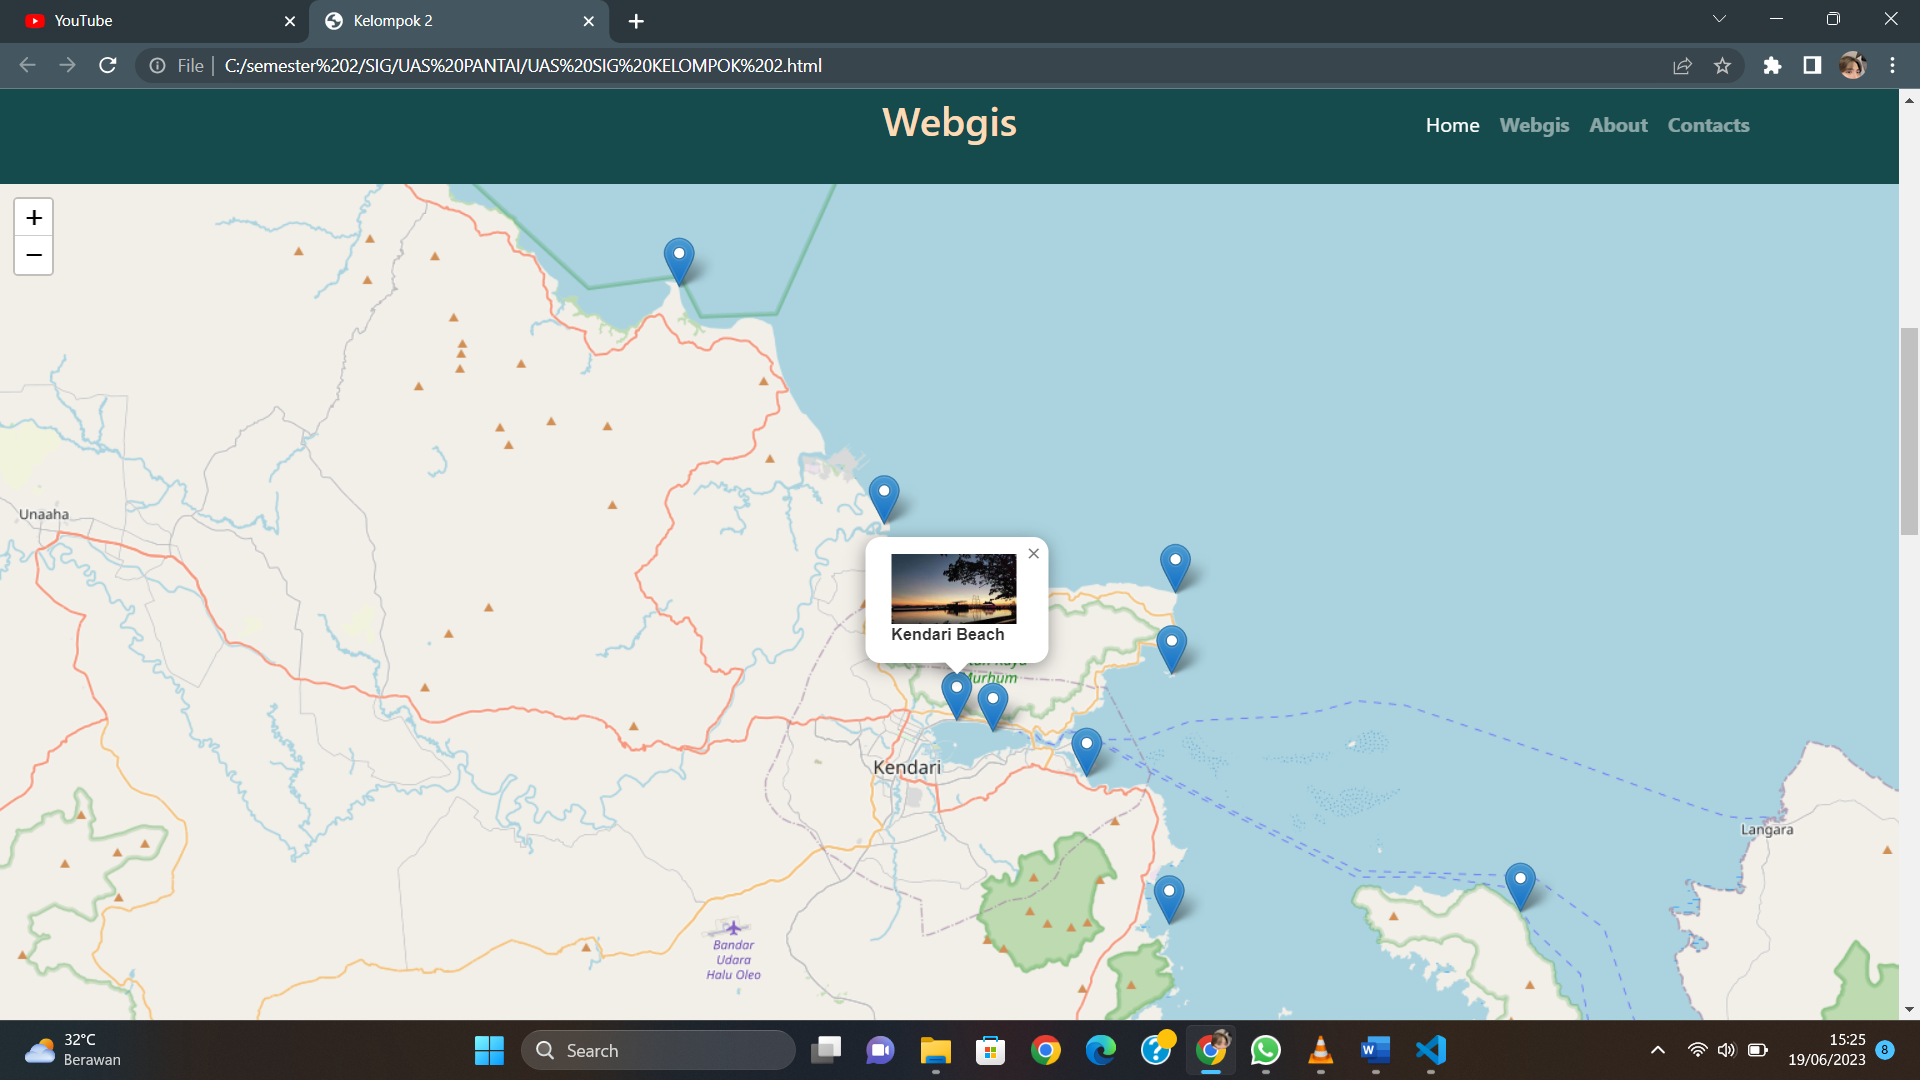 YouTube
Kelompok 2
File
C:/semester%202/SIG/UAS%20PANTAI/UAS%20SIG%20KELOMPOK%202.html
Webgis
Home Webgis About Contacts
+
−
Unaaha
Kendari Beach
Murhum
Kendari
Langara
Bandar
Udara
Halu Oleo
32°C
Berawan
Search
15:25
19/06/2023
8